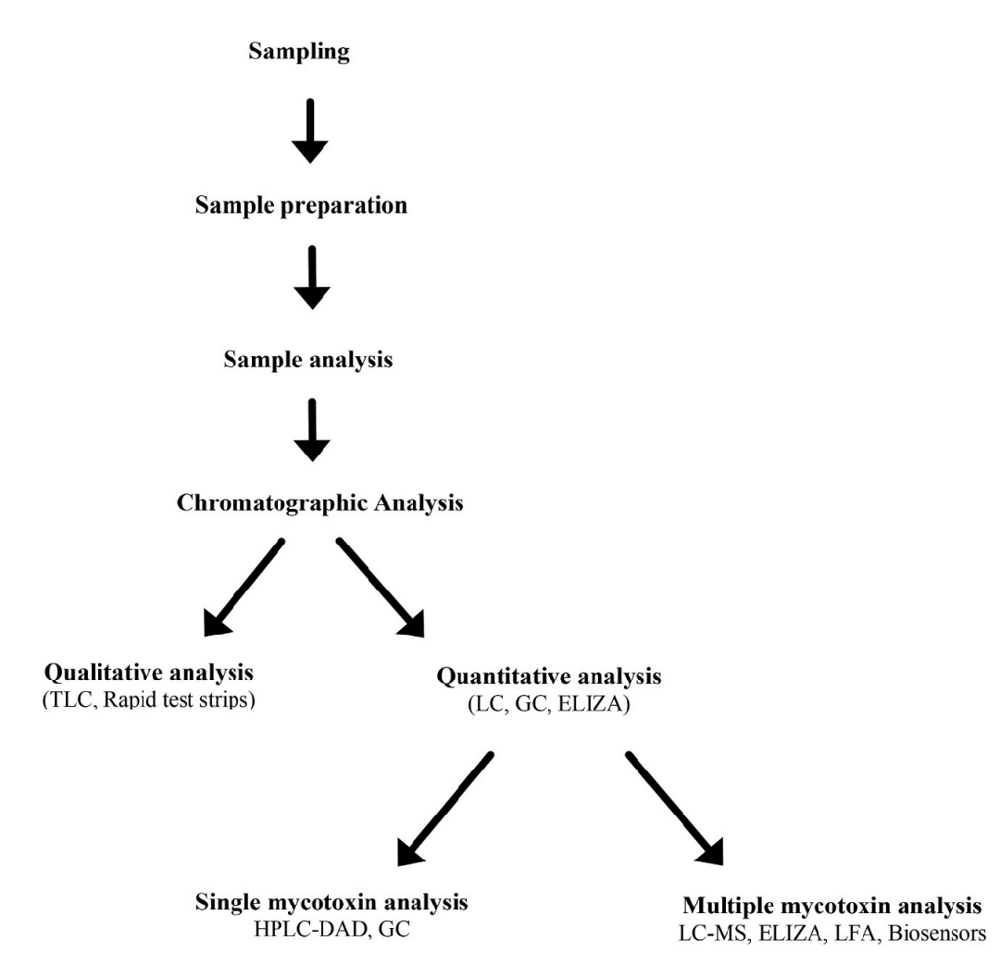 Sampling
Sample preparation
Sample analysis
Chromatographic Analysis
Qualitative analysis
(TLC, Rapid test strips)
Quantitative analysis
(LC, GC, ELIZA)
Single mycotoxin analysis
HPLC-DAD, GC
Multiple mycotoxin analysis
LC-MS, ELIZA, LFA, Biosensors